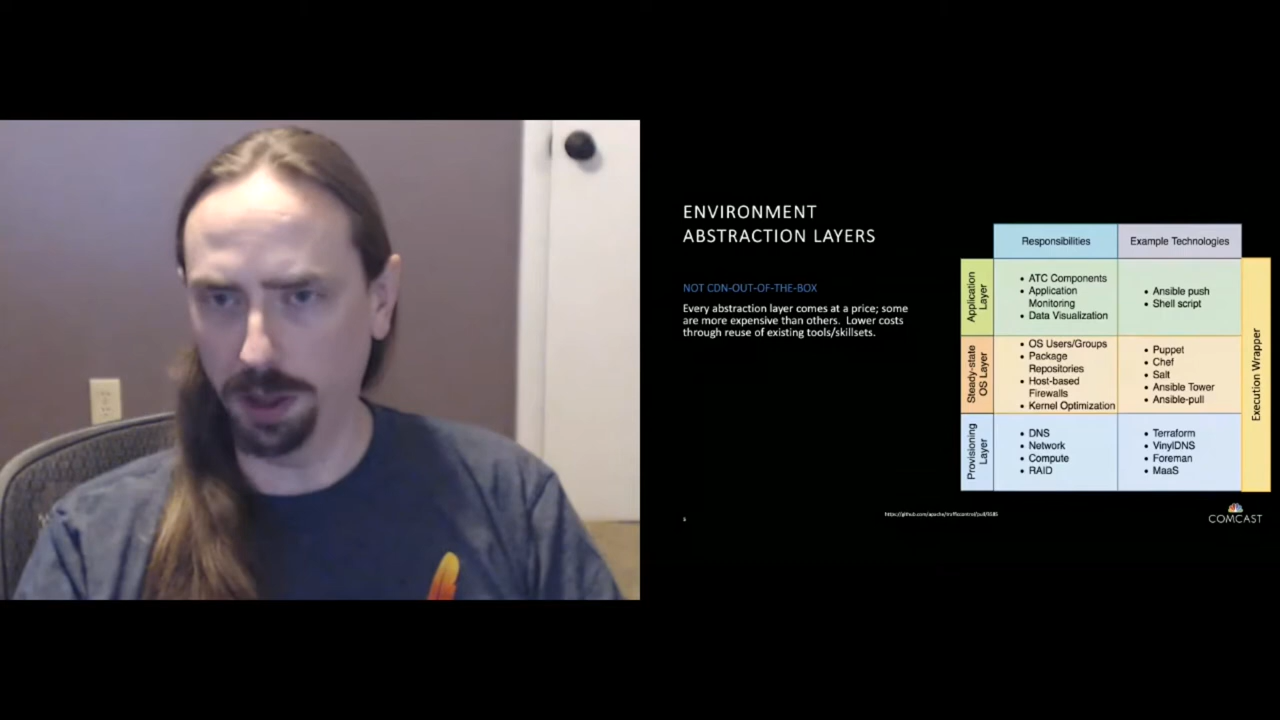 ENVIRONMENT
ABSTRACTION LAYERS
NOT CDN-OUT-OF-THE-BOX
Every abstraction layer comes at a price; some
are more expensive than others. Lower costs
through reuse of existing tools/skillsets.
Responsibilities
Example Technologies
Application
Layer
• ATC Components
• Application
Monitoring
• Data Visualization
• Ansible push
• Shell script
Steady-state
OS Layer
• OS Users/Groups
• Package
Repositories
• Host-based
Firewalls
• Kernel Optimization
• Puppet
• Chef
• Salt
• Ansible Tower
• Ansible-pull
Provisioning
Layer
• DNS
• Network
• Compute
• RAID
• Terraform
• VinylDNS
• Foreman
• MaaS
Execution Wrapper
COMCAST